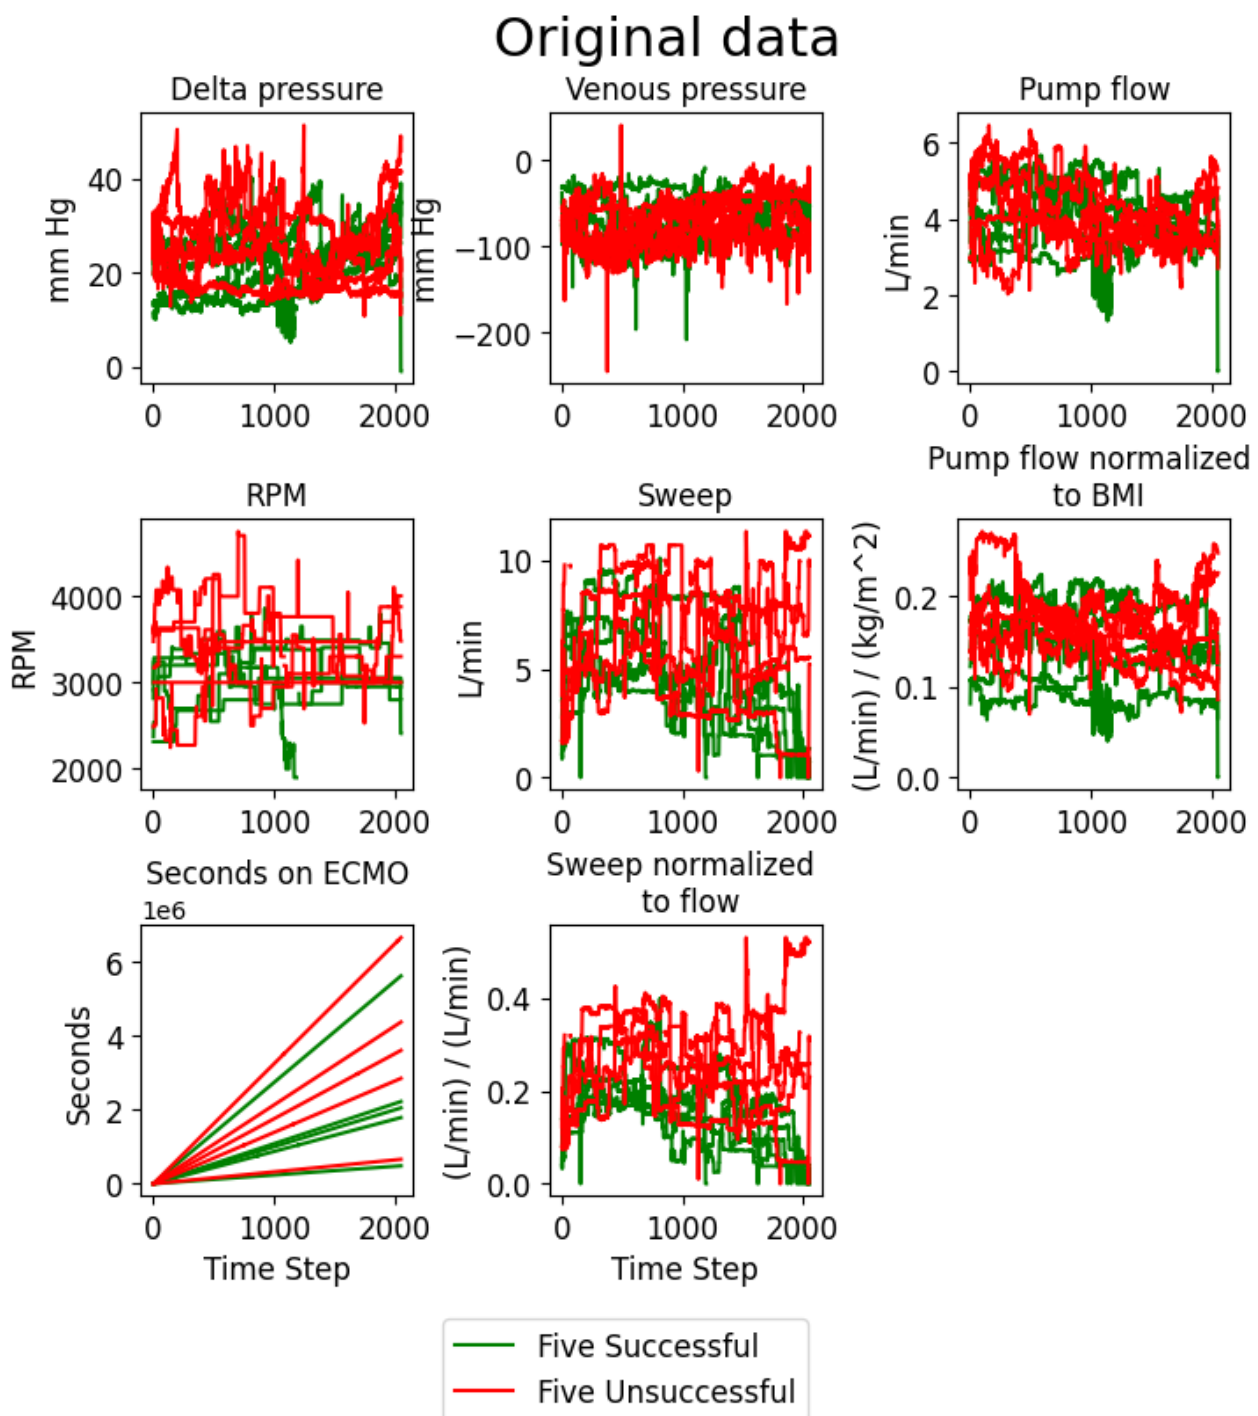 Original data
Delta pressure
Venous pressure
Pump flow
mm Hg
40
20
0
0
1000
2000
mm Hg
0
−100
−200
0
1000
2000
L/min
6
4
2
0
0
1000
2000
RPM
Sweep
Pump flow normalized
to BMI
RPM
4000
3000
2000
0
1000
2000
L/min
10
5
0
0
1000
2000
(L/min) / (kg/m^2)
0.2
0.1
0.0
0
1000
2000
Seconds on ECMO
1e6
Seconds
6
4
2
0
0
1000
2000
Time Step
Sweep normalized
to flow
(L/min) / (L/min)
0.4
0.2
0.0
0
1000
2000
Time Step
Five Successful
Five Unsuccessful